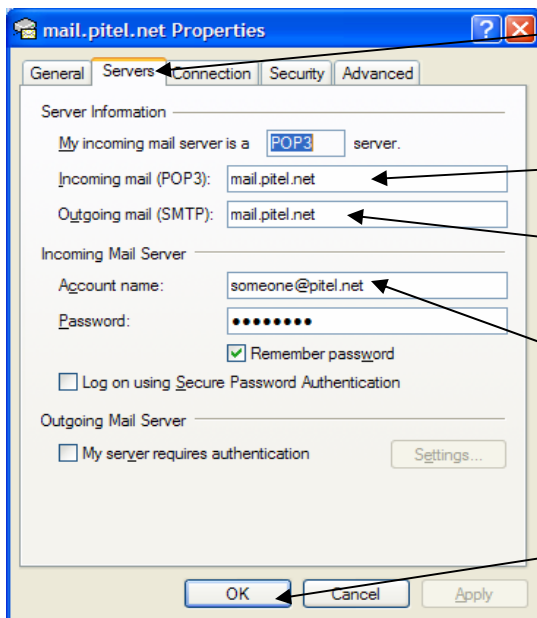 mail.pitel.net Properties
General Servers Connection Security Advanced
Server Information
My incoming mail server is a POP3 server.
Incoming mail (POP3): mail.pitel.net
Outgoing mail (SMTP): mail.pitel.net
Incoming Mail Server
Account name: someone@pitel.net
Password: ●●●●●●●●
Remember password
Log on using Secure Password Authentication
Outgoing Mail Server
My server requires authentication Settings...
OK Cancel Apply